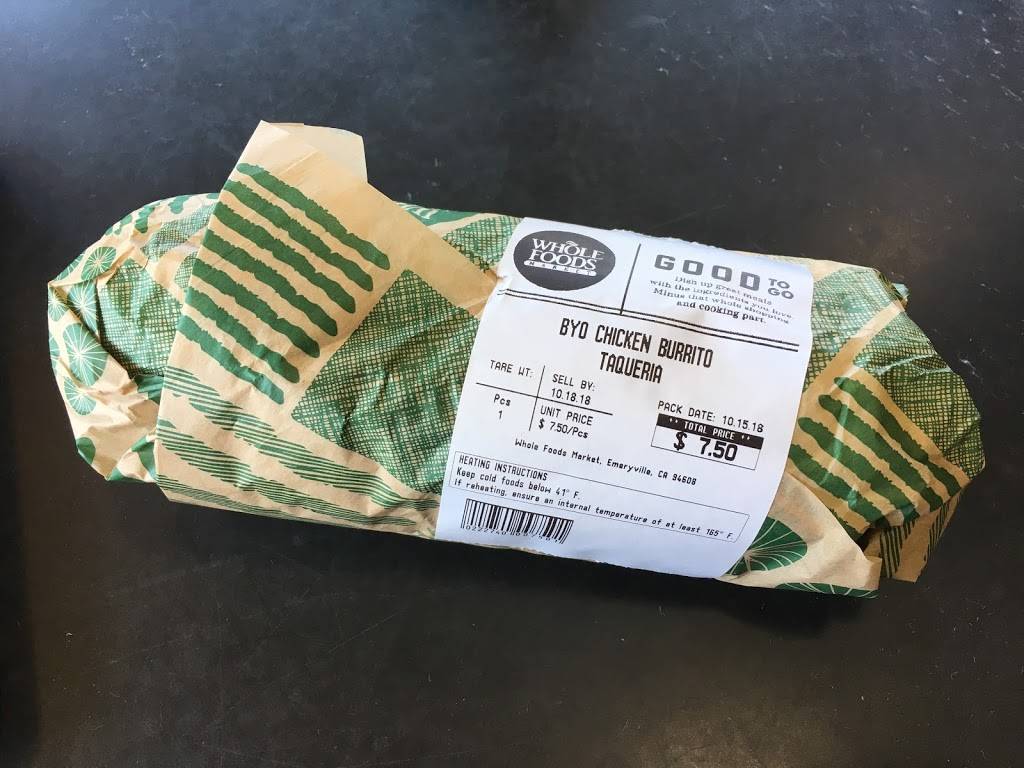 WHOLE
FOODS
MARKET
GOOD TO GO
Dish up great meals
with the ingredients you love.
Minus that whole shopping
and cooking part.
BYO CHICKEN BURRITO
TAQUERIA
TARE WT:
SELL BY:
10.18.18
PACK DATE: 10.15.18
Pcs
1
UNIT PRICE
$ 7.50/Pcs
** TOTAL PRICE **
$ 7.50
Whole Foods Market, Emeryville, CA 94608
HEATING INSTRUCTIONS
Keep cold foods below 41° F.
If reheating, ensure an internal temperature of at least 165° F.